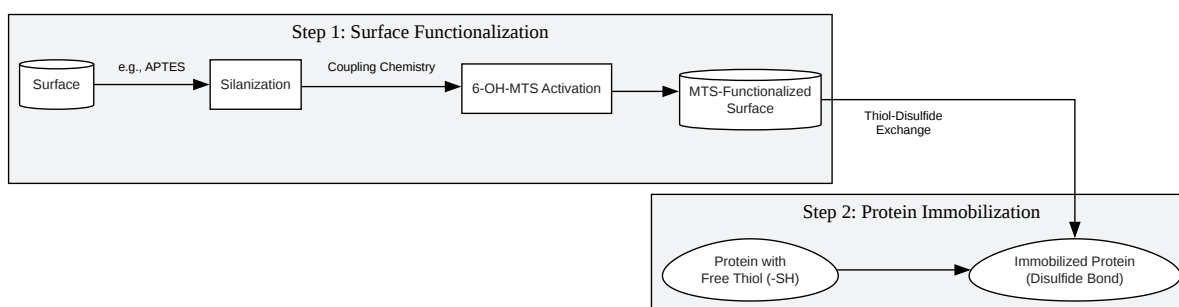 Step 1: Surface Functionalization
Surface
e.g., APTES
Silanization
Coupling Chemistry
6-OH-MTS Activation
MTS-Functionalized
Surface
Thiol-Disulfide
Exchange
Step 2: Protein Immobilization
Protein with
Free Thiol (-SH)
Immobilized Protein
(Disulfide Bond)